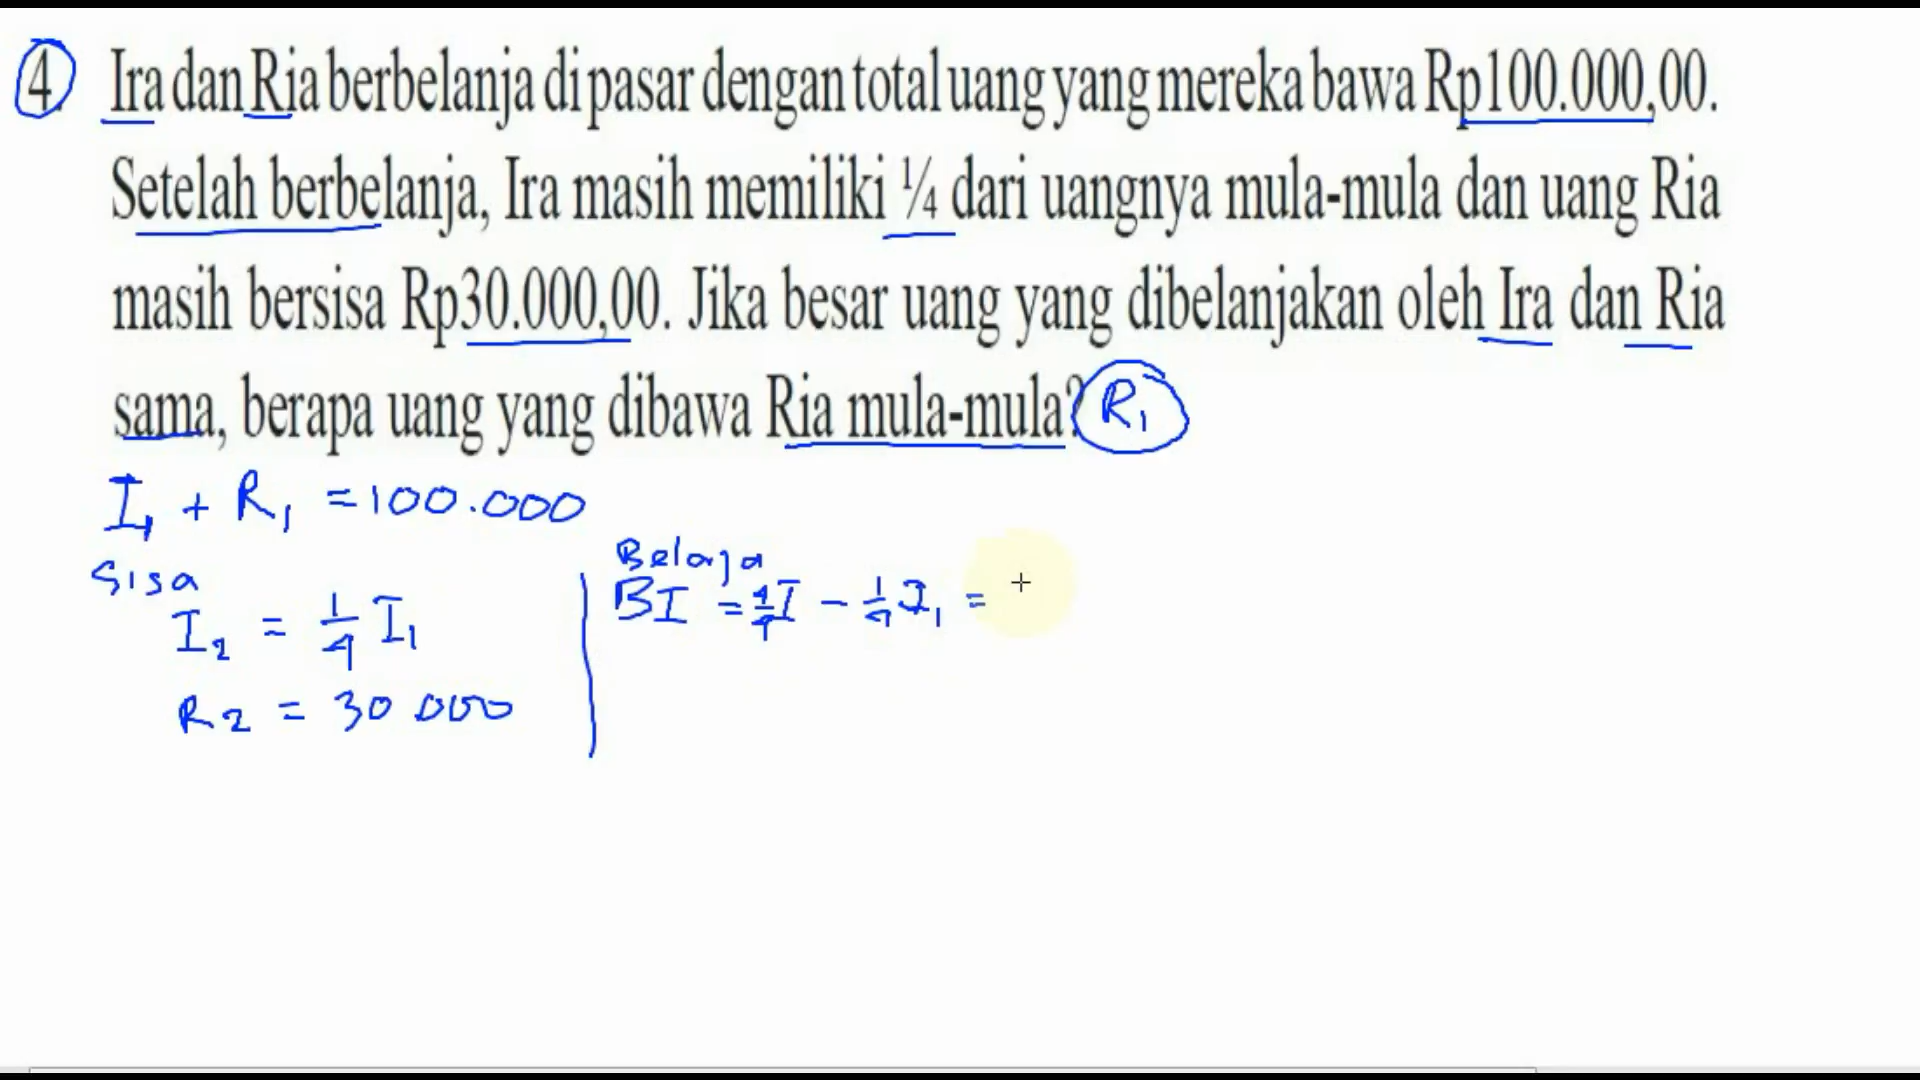 4. Ira dan Ria berbelanja di pasar dengan total uang yang mereka bawa Rp100.000,00.
Setelah berbelanja, Ira masih memiliki ¼ dari uangnya mula-mula dan uang Ria
masih bersisa Rp30.000,00. Jika besar uang yang dibelanjakan oleh Ira dan Ria
sama, berapa uang yang dibawa Ria mula-mula? R₁
I₁ + R₁ = 100.000
Sisa
I₂ = 1/4 I₁
R2 = 30 000
Belaja
BI = 4/4 I - 1/4 I₁ =